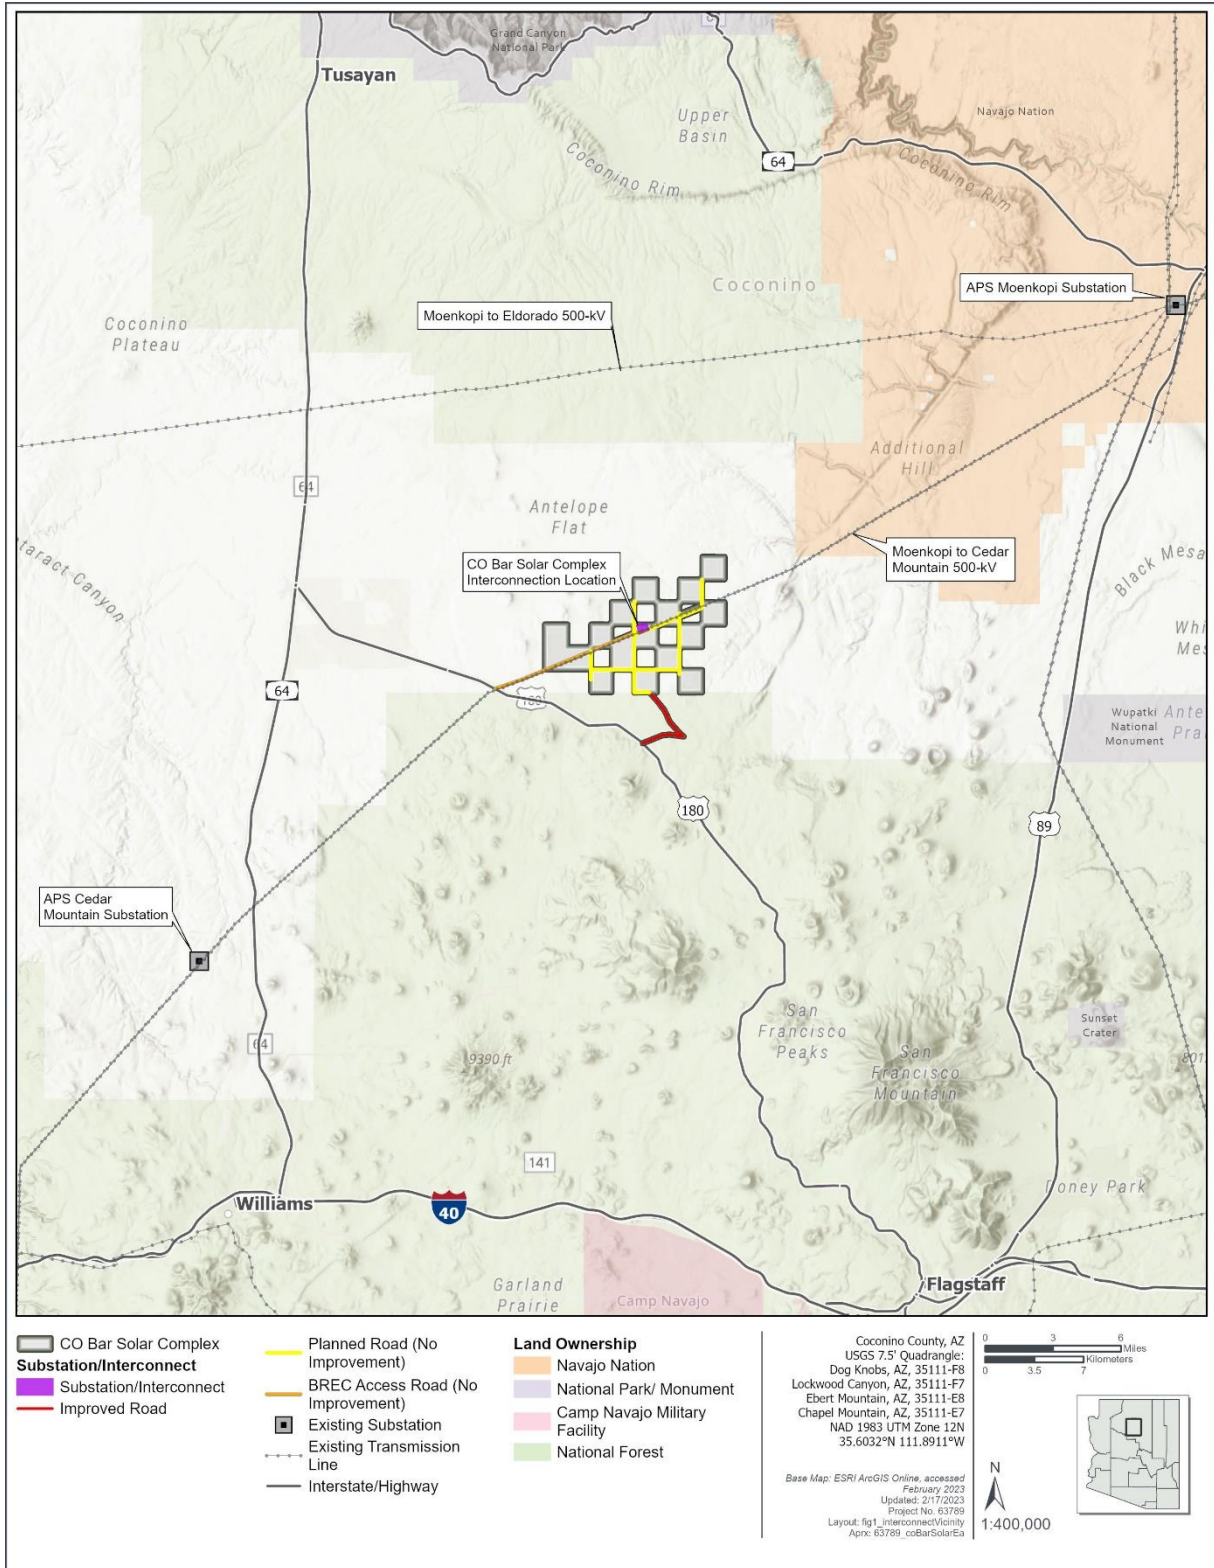 Grand Canyon
National Park
64
Tusayan
Upper
Basin
Navajo Nation
64
Coconino Rim
Coconino Rim
Coconino
APS Moenkopi Substation
Moenkopi to Eldorado 500-kV
Coconino
Plateau
Additional
Hill
64
Antelope
Flat
Moenkopi to Cedar
Mountain 500-kV
CO Bar Solar Complex
Interconnection Location
Black Mesa
ataract Canyon
Whi
Mes
64
180
Wupatki
National
Monument
Ante
Pra
180
89
APS Cedar
Mountain Substation
San
Francisco
Peaks
Sunset
Crater
64
9390 ft
San
Francisco
Mountain
801
141
Doney Park
Williams
40
Garland
Prairie
Camp Navajo
Flagstaff
CO Bar Solar Complex
Substation/Interconnect
Substation/Interconnect
Improved Road
Planned Road (No
Improvement)
BREC Access Road (No
Improvement)
Existing Substation
Existing Transmission
Line
Interstate/Highway
Land Ownership
Navajo Nation
National Park/ Monument
Camp Navajo Military
Facility
National Forest
Coconino County, AZ
USGS 7.5' Quadrangle:
Dog Knobs, AZ, 35111-F8
Lockwood Canyon, AZ, 35111-F7
Ebert Mountain, AZ, 35111-E8
Chapel Mountain, AZ, 35111-E7
NAD 1983 UTM Zone 12N
35.6032°N 111.8911°W
Base Map: ESRI ArcGIS Online, accessed
February 2023
Updated: 2/17/2023
Project No. 63789
Layout: fig1_interconnectVicinity
Aprx: 63789_coBarSolarEa
0 3 6
Miles
Kilometers
0 3.5 7
N
1:400,000